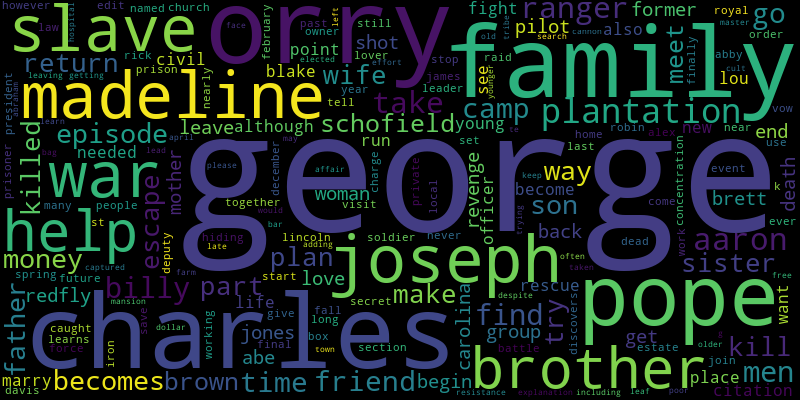 however edit named church slave orry past law rick owner lover february point still fight ranger former royal go master
return civil prison blake nearly shot also pilot elected effort leader stop raid cannon old tribe search cult
president abraham leaving getting madeline wife tell year james family meet finally lou abby order vow
episode needed leave although schofield young camp plantation
killed war george run set home robin last alex new near end use
learn april lead may woman mother december together visit charge private local revenge officer become way son brett event death
help escape please affair keep trying back dead concentration work come ever k
many people st deputy hiding late would bar adding lincoln soldier never plan joseph often taken aaron sister
money spring future captured redfly billy part start love secret make despite find rescue discovers pope want free
father charles life farm mansion save dollar working give fall long box final section jones town carolina group try get estate kill
caught learns force iron abe battle brother place join older men
marry davis becomes brown time friend begin resistance explanation including leaf poor citation